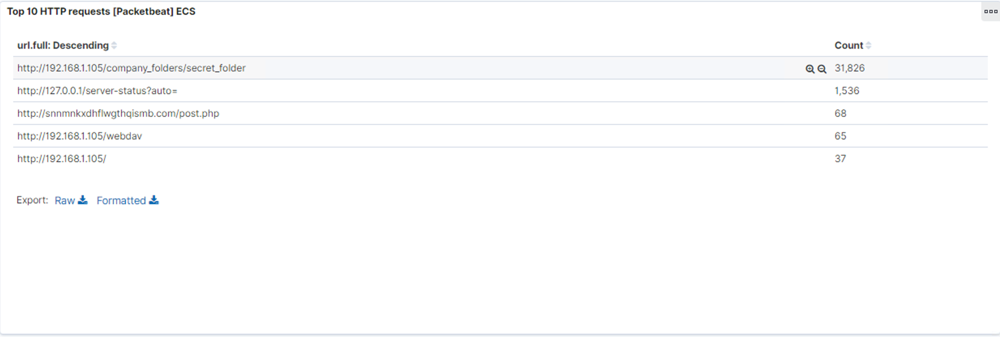 Top 10 HTTP requests [Packetbeat] ECS
url.full: Descending Count
http://192.168.1.105/company_folders/secret_folder 31,826
http://127.0.0.1/server-status?auto= 1,536
http://snnmnkxdhflwgthqismb.com/post.php 68
http://192.168.1.105/webdav 65
http://192.168.1.105/ 37
Export: Raw Formatted